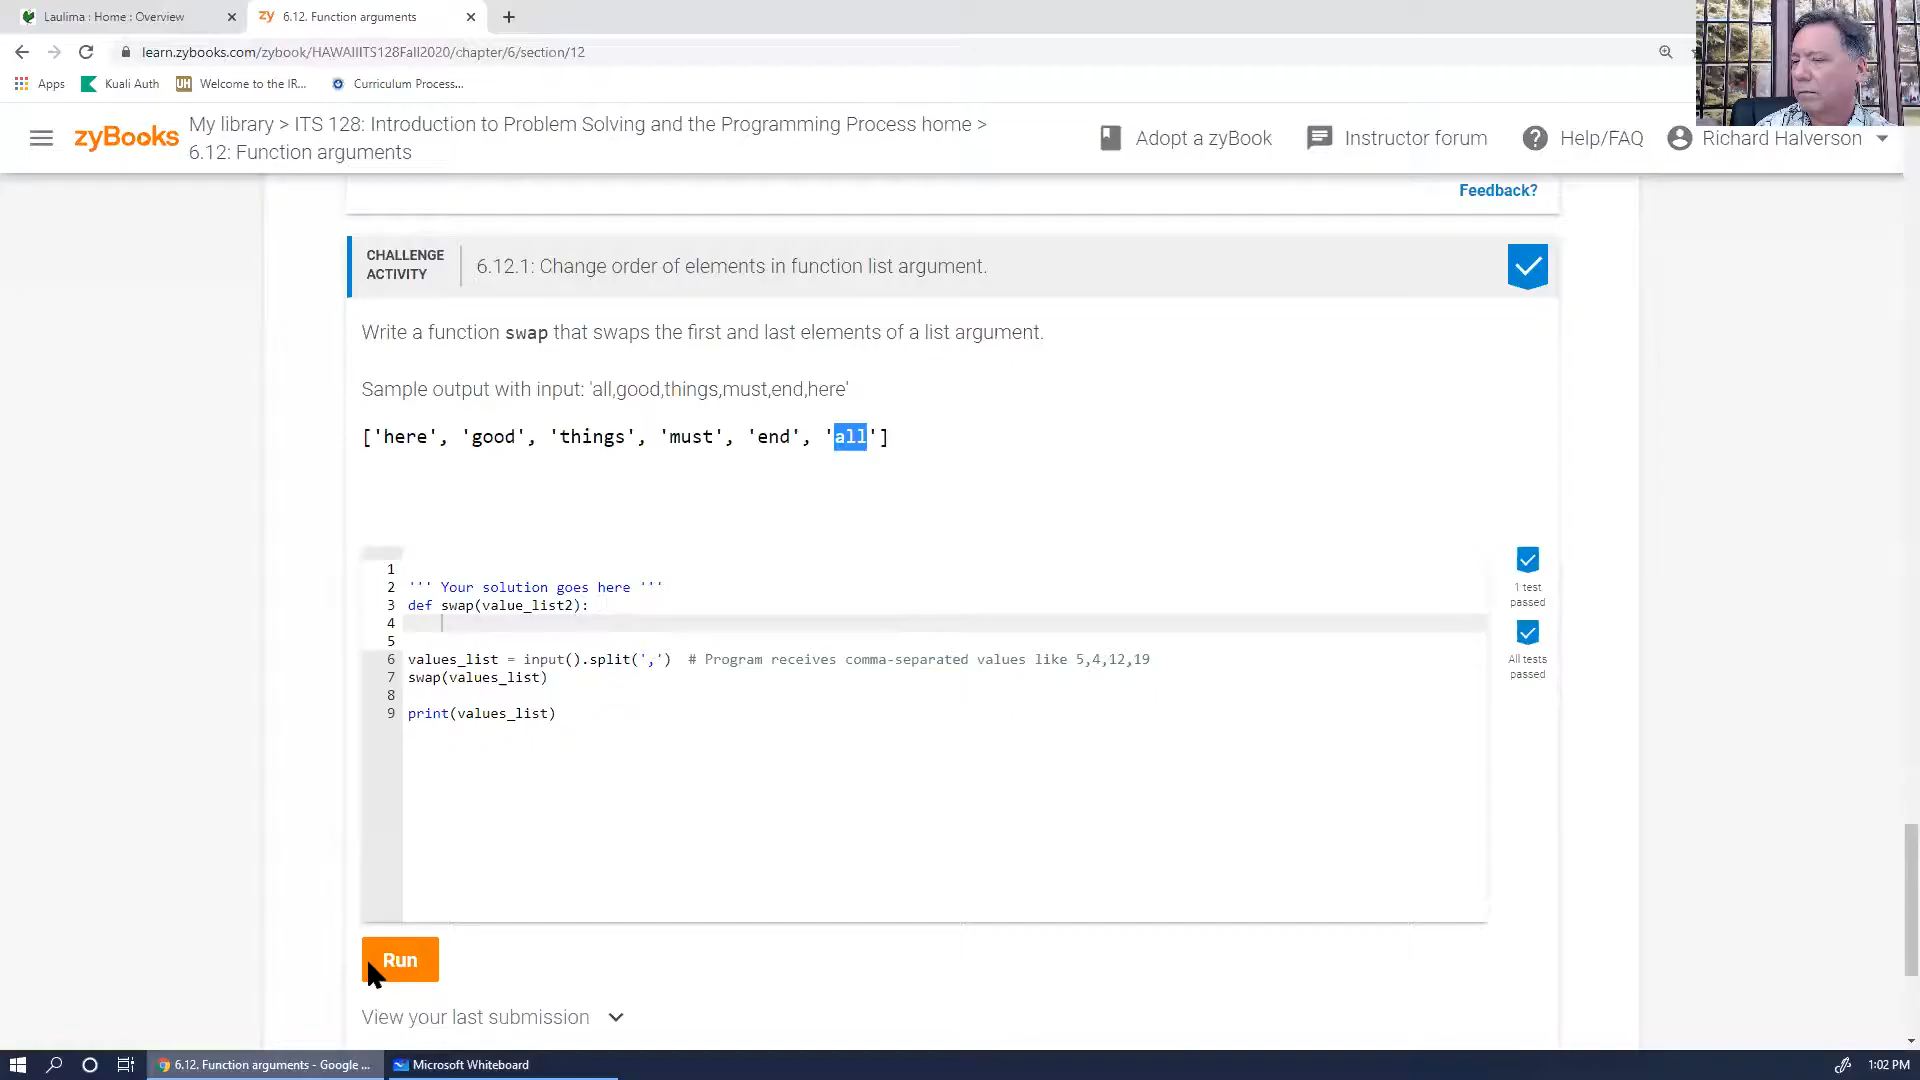 Laulima : Home : Overview
zy 6.12. Function arguments
learn.zybooks.com/zybook/HAWAIIITS128Fall2020/chapter/6/section/12
Apps
Kuali Auth
UH Welcome to the IR...
Curriculum Process...
zyBooks
My library > ITS 128: Introduction to Problem Solving and the Programming Process home >
6.12: Function arguments
Adopt a zyBook
Instructor forum
Help/FAQ
Richard Halverson
Feedback?
CHALLENGE
ACTIVITY
6.12.1: Change order of elements in function list argument.
Write a function swap that swaps the first and last elements of a list argument.
Sample output with input: 'all,good,things,must,end,here'
['here', 'good', 'things', 'must', 'end', 'all']
1
2 ''' Your solution goes here '''
3 def swap(value_list2):
4
5
6 values_list = input().split(',')  # Program receives comma-separated values like 5,4,12,19
7 swap(values_list)
8
9 print(values_list)
1 test
passed
All tests
passed
Run
View your last submission
6.12. Function arguments - Google ...
Microsoft Whiteboard
1:02 PM